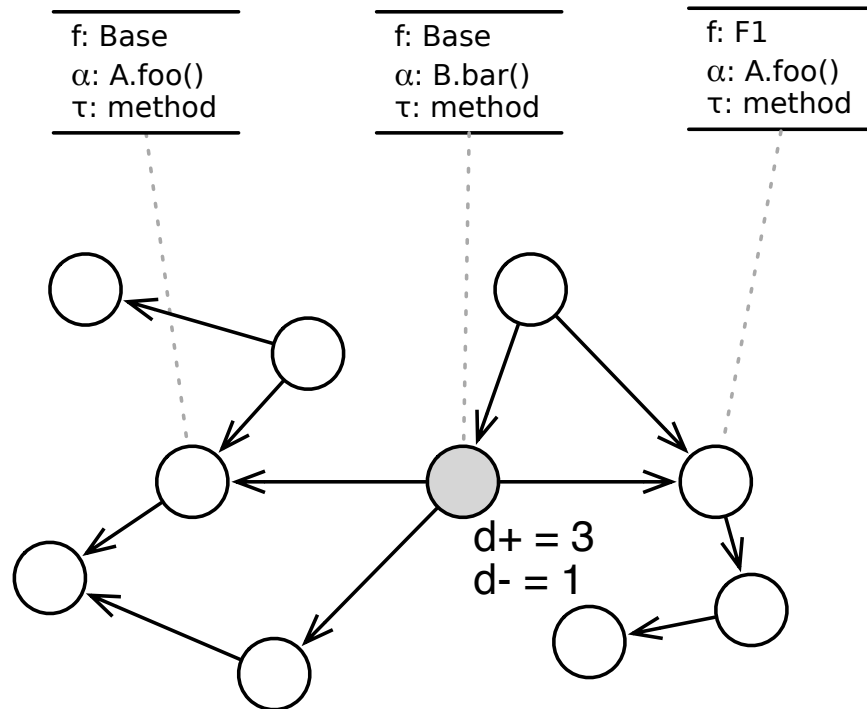 f: Base
α: A.foo()
τ: method
f: Base
α: B.bar()
τ: method
f: F1
α: A.foo()
τ: method
d+ = 3
d- = 1